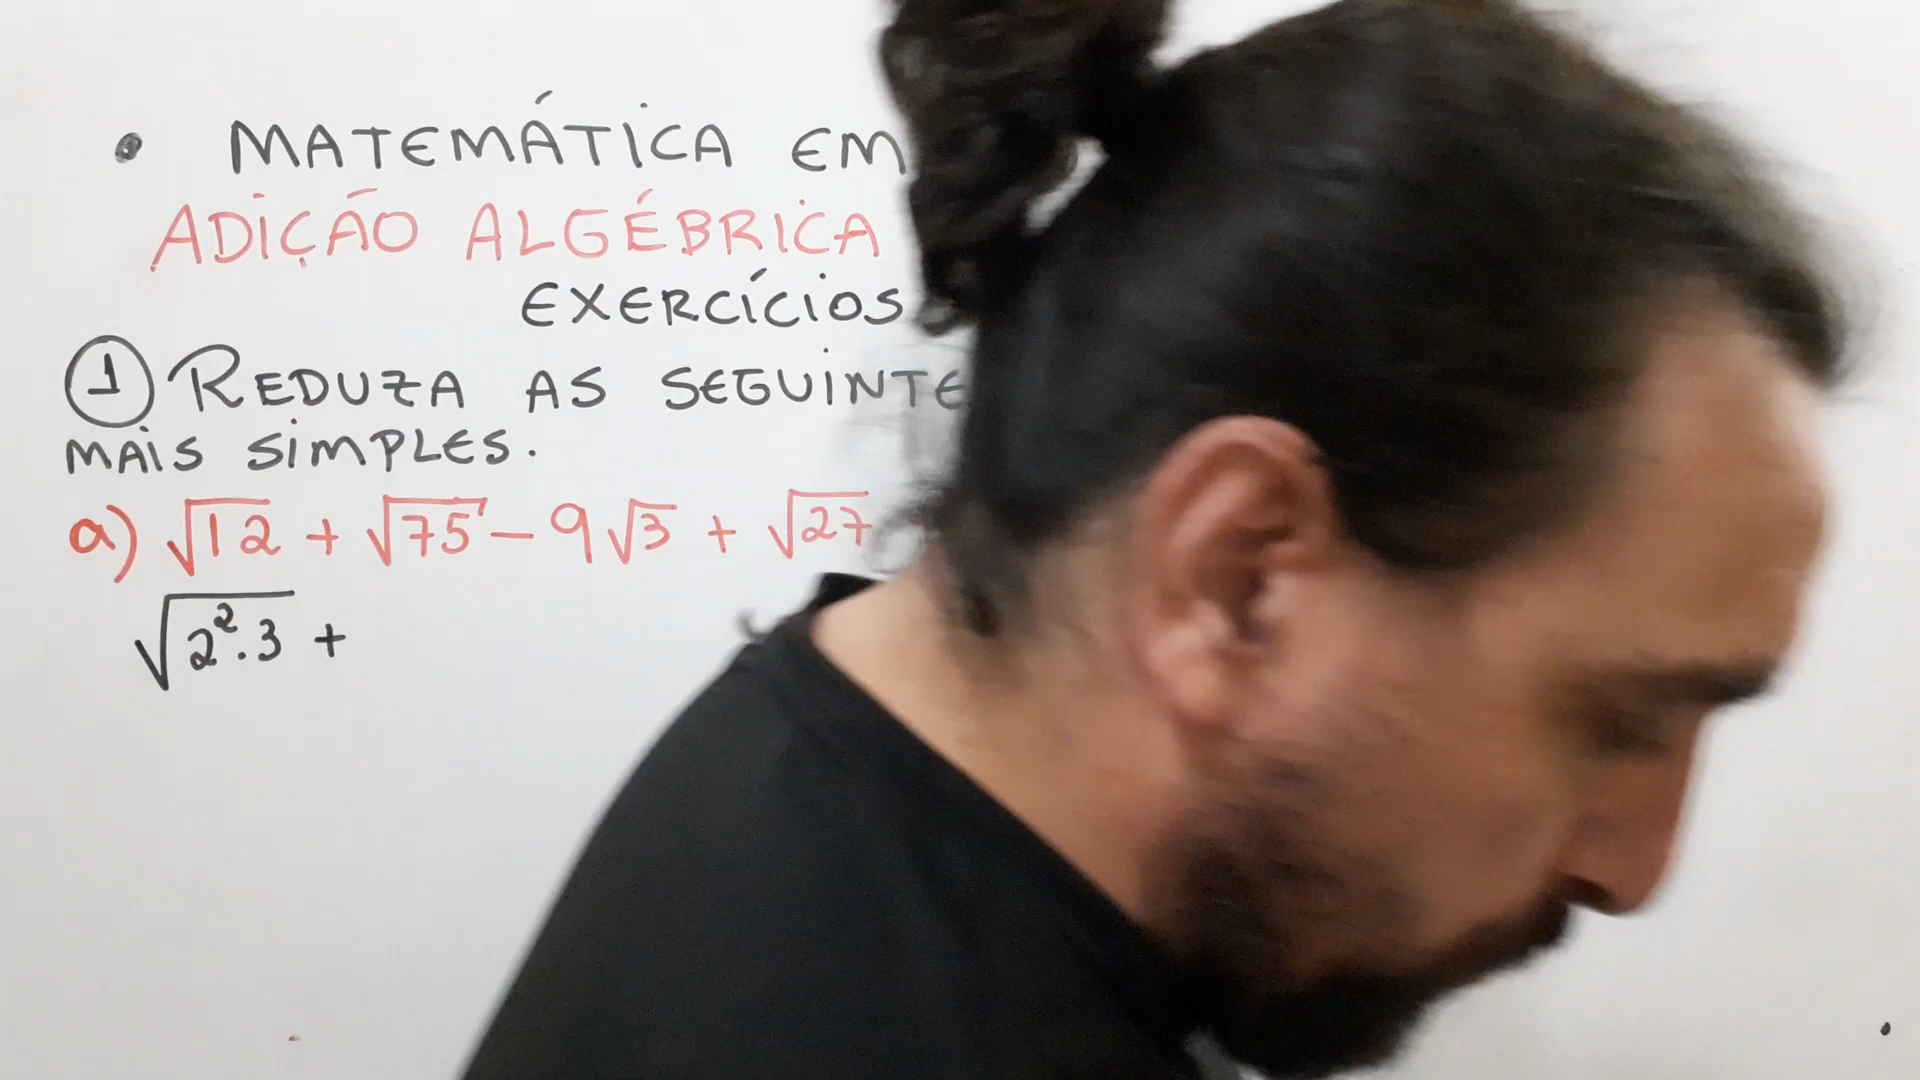 • MATEMÁTICA EM
ADIÇÃO ALGÉBRICA
EXERCÍCIOS
① REDUZA AS SEGUINTE
MAIS SIMPLES.
a) √12 + √75 - 9√3 + √27
√2².3 +